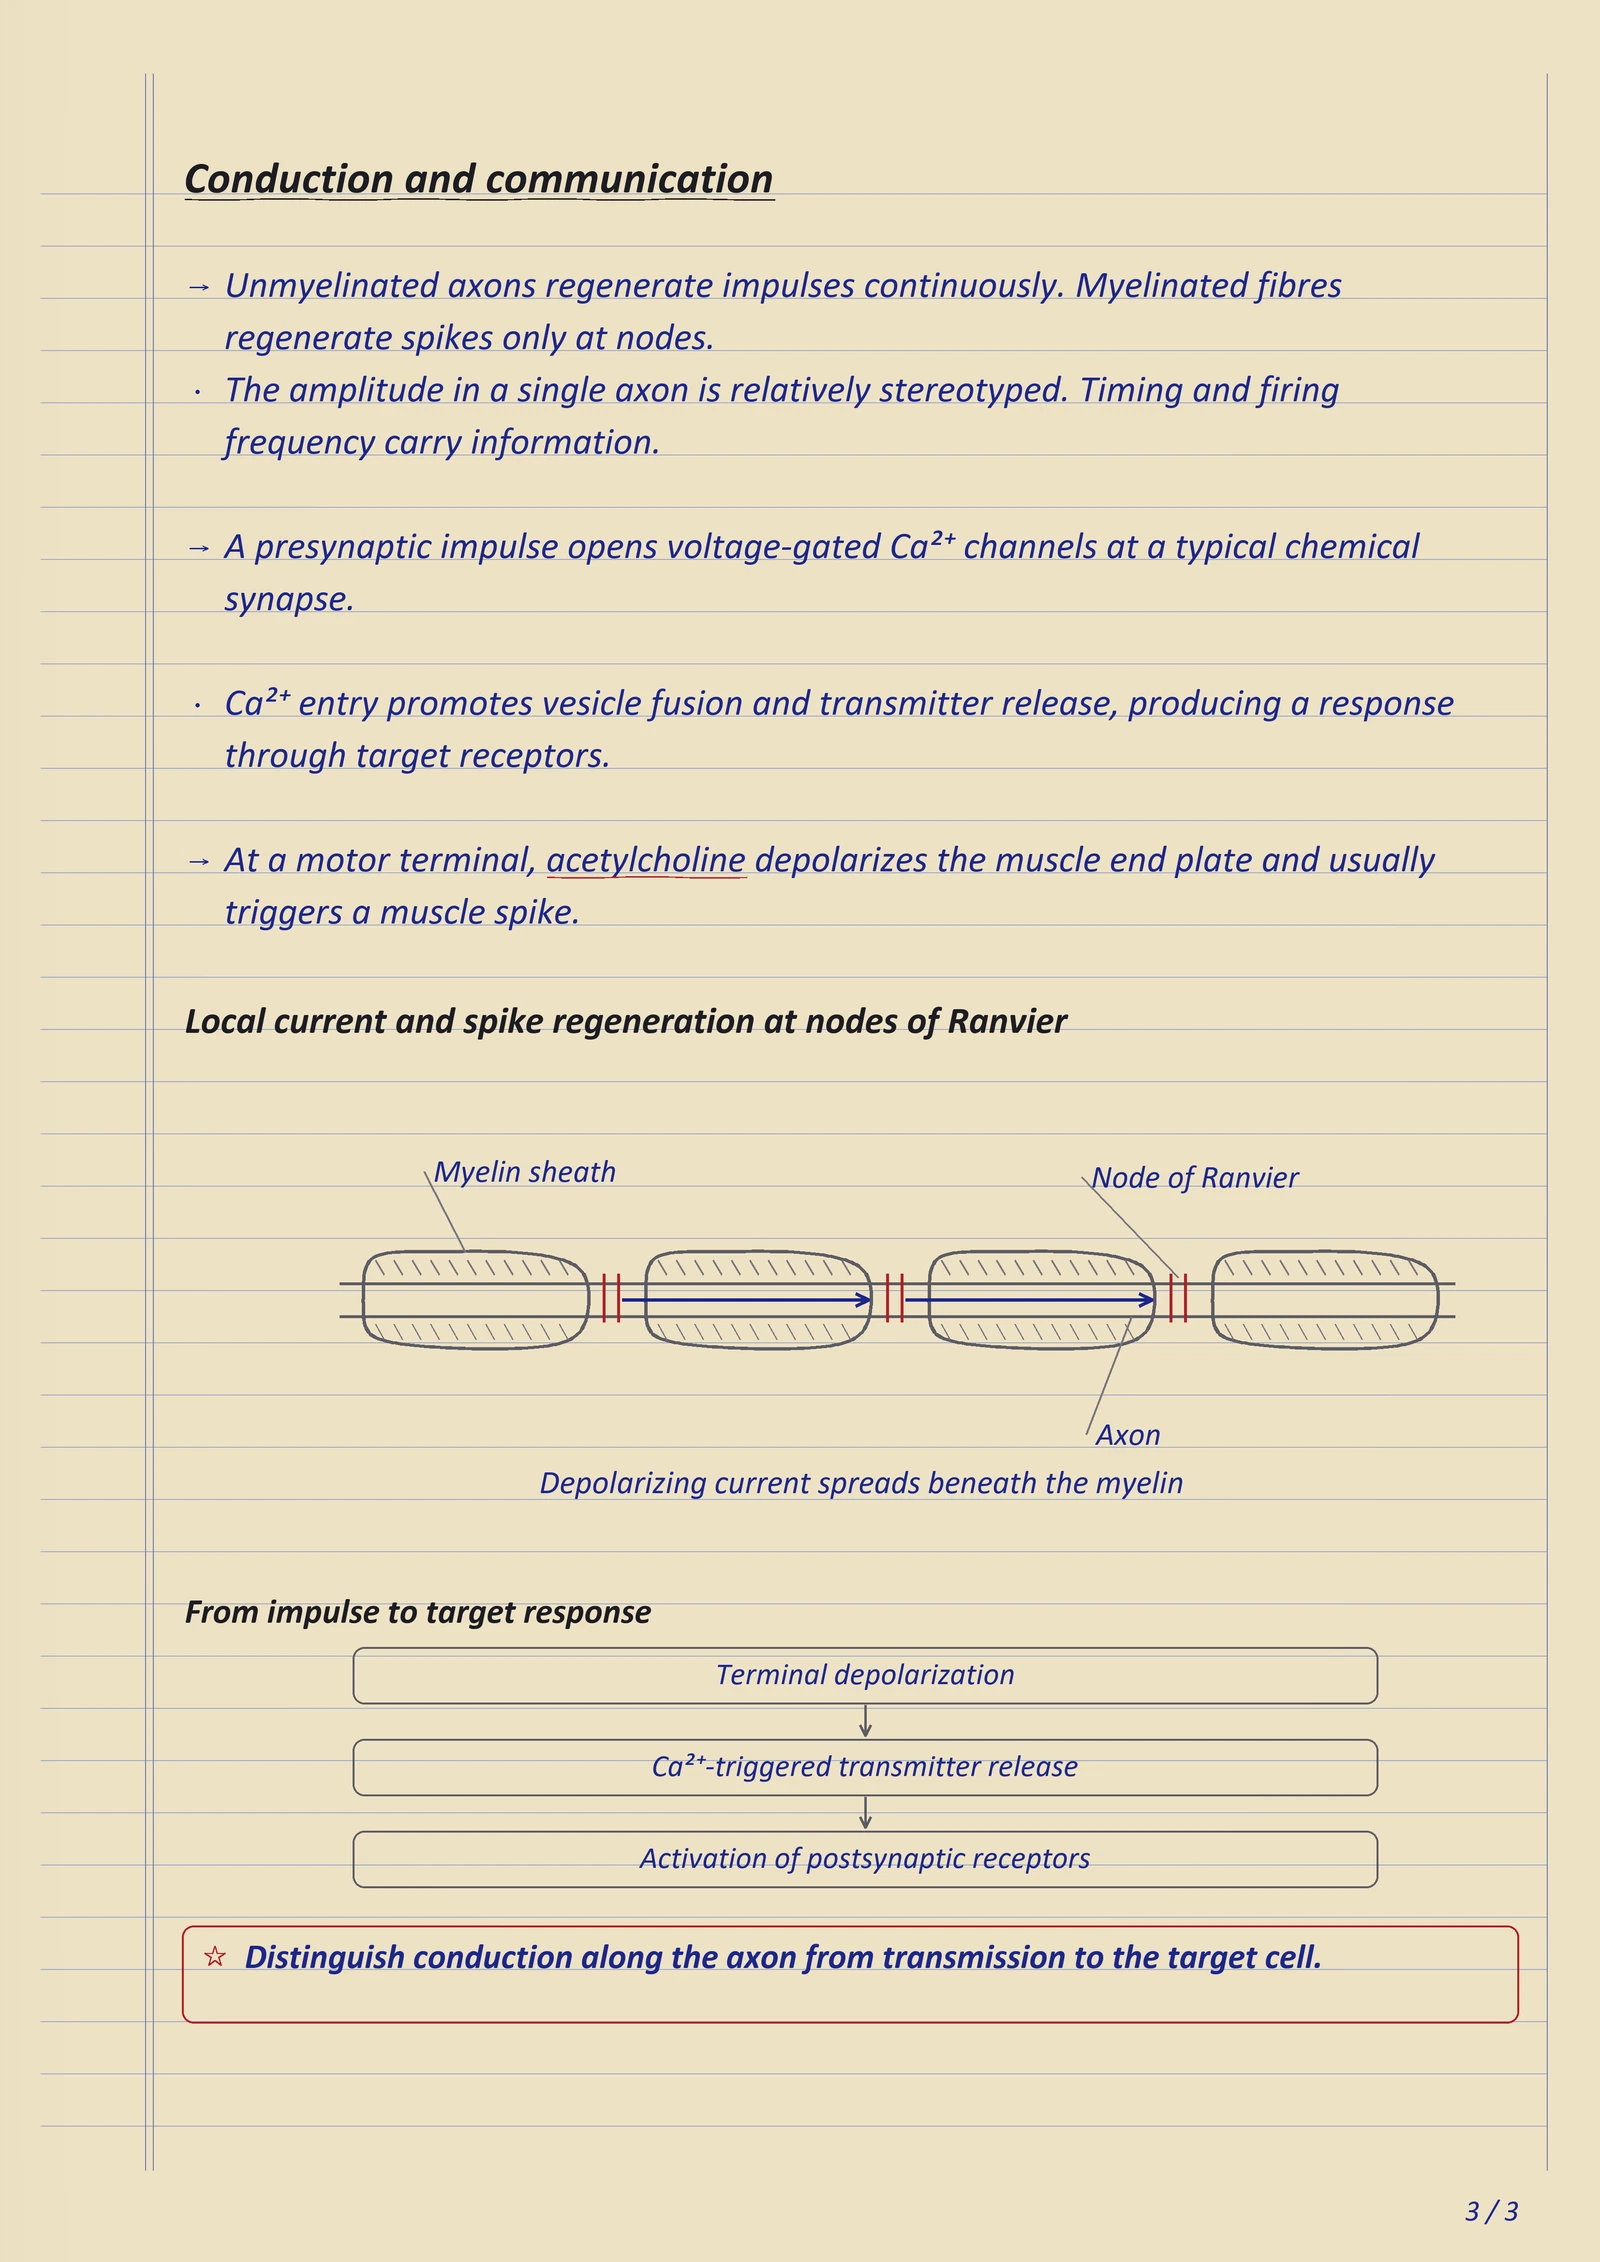 Conduction and communication
→ Unmyelinated axons regenerate impulses continuously. Myelinated fibres
regenerate spikes only at nodes.
· The amplitude in a single axon is relatively stereotyped. Timing and firing
frequency carry information.
→ A presynaptic impulse opens voltage-gated Ca²⁺ channels at a typical chemical
synapse.
· Ca²⁺ entry promotes vesicle fusion and transmitter release, producing a response
through target receptors.
→ At a motor terminal, acetylcholine depolarizes the muscle end plate and usually
triggers a muscle spike.
Local current and spike regeneration at nodes of Ranvier
Myelin sheath
Node of Ranvier
Axon
Depolarizing current spreads beneath the myelin
From impulse to target response
Terminal depolarization
Ca²⁺-triggered transmitter release
Activation of postsynaptic receptors
☆ Distinguish conduction along the axon from transmission to the target cell.
3 / 3